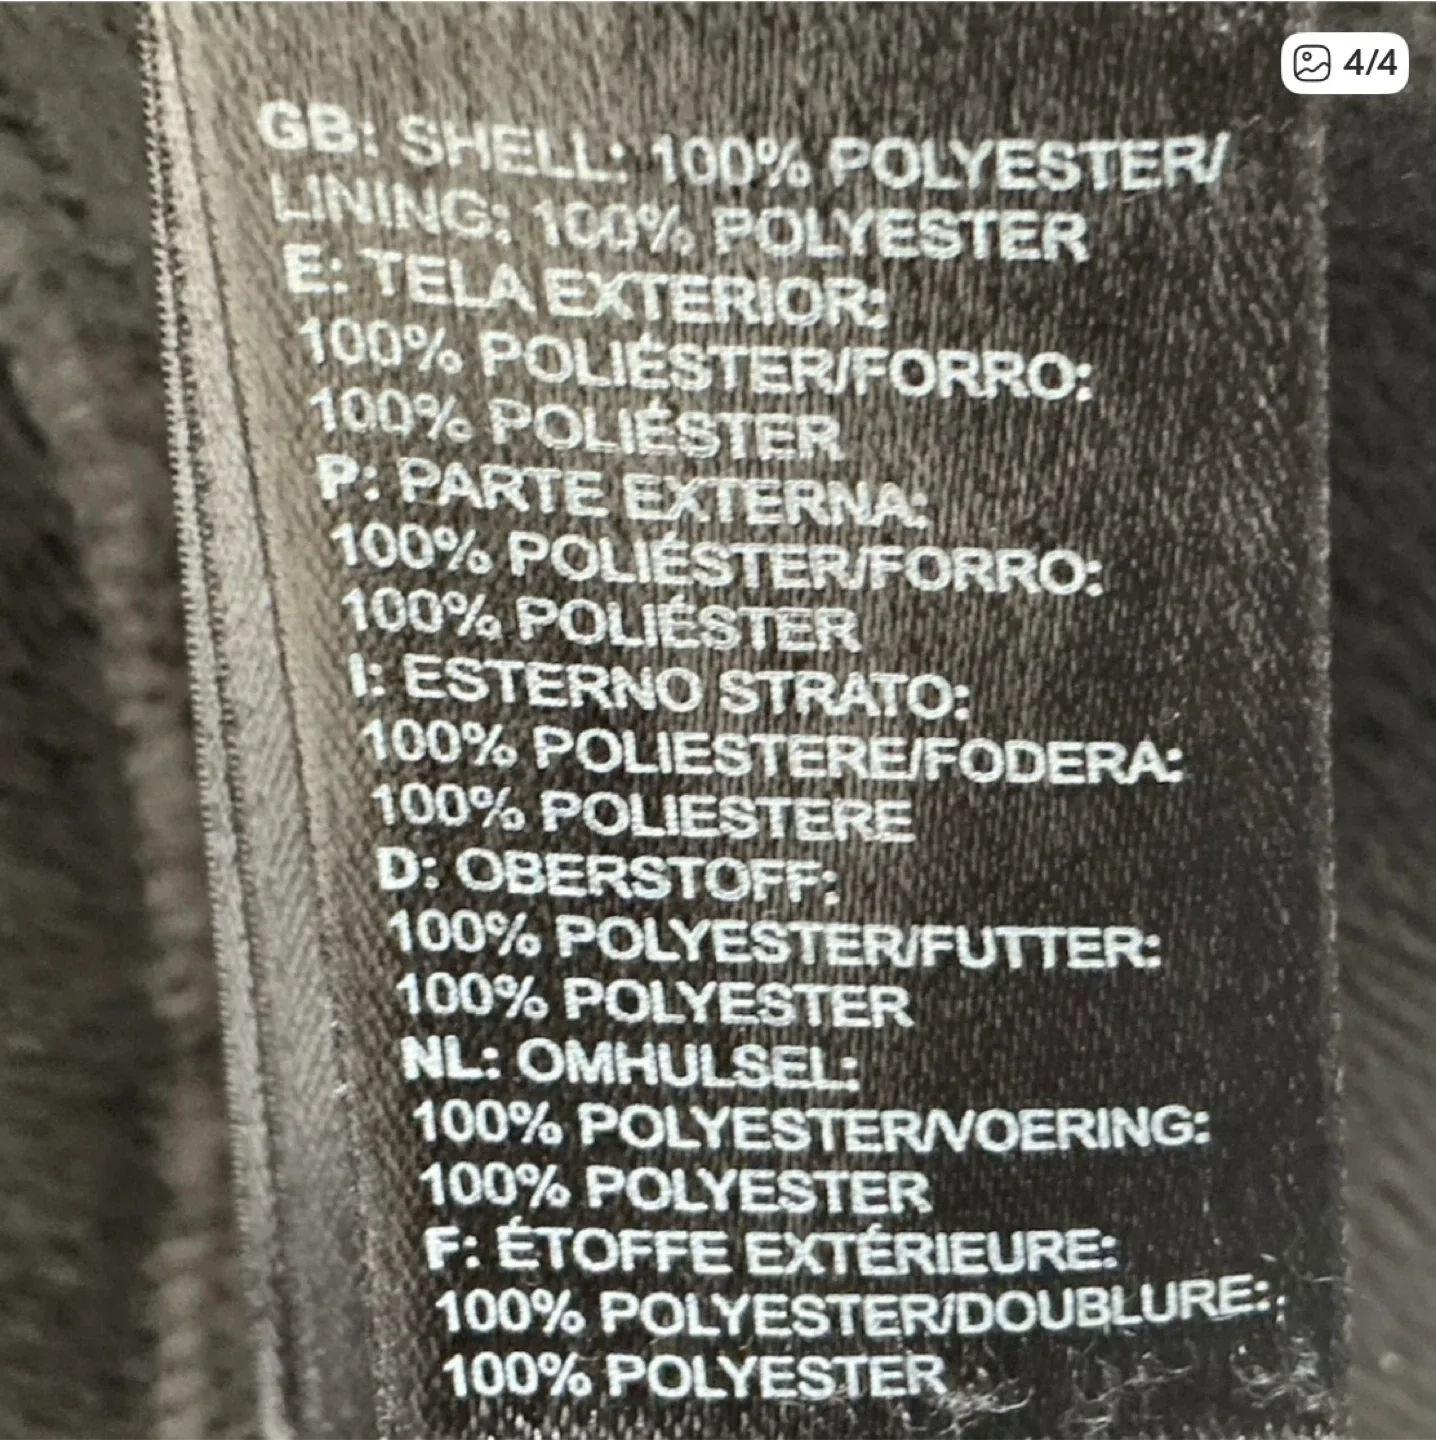 4/4
GB: SHELL: 100% POLYESTER/
LINING: 100% POLYESTER
E: TELA EXTERIOR:
100% POLIÉSTER/FORRO:
100% POLIÉSTER
P: PARTE EXTERNA:
100% POLIÉSTER/FORRO:
100% POLIÉSTER
I: ESTERNO STRATO:
100% POLIESTERE/FODERA:
100% POLIESTERE
D: OBERSTOFF:
100% POLYESTER/FUTTER:
100% POLYESTER
NL: OMHULSEL:
100% POLYESTER/VOERING:
100% POLYESTER
F: ÉTOFFE EXTÉRIEURE:
100% POLYESTER/DOUBLURE:
100% POLYESTER